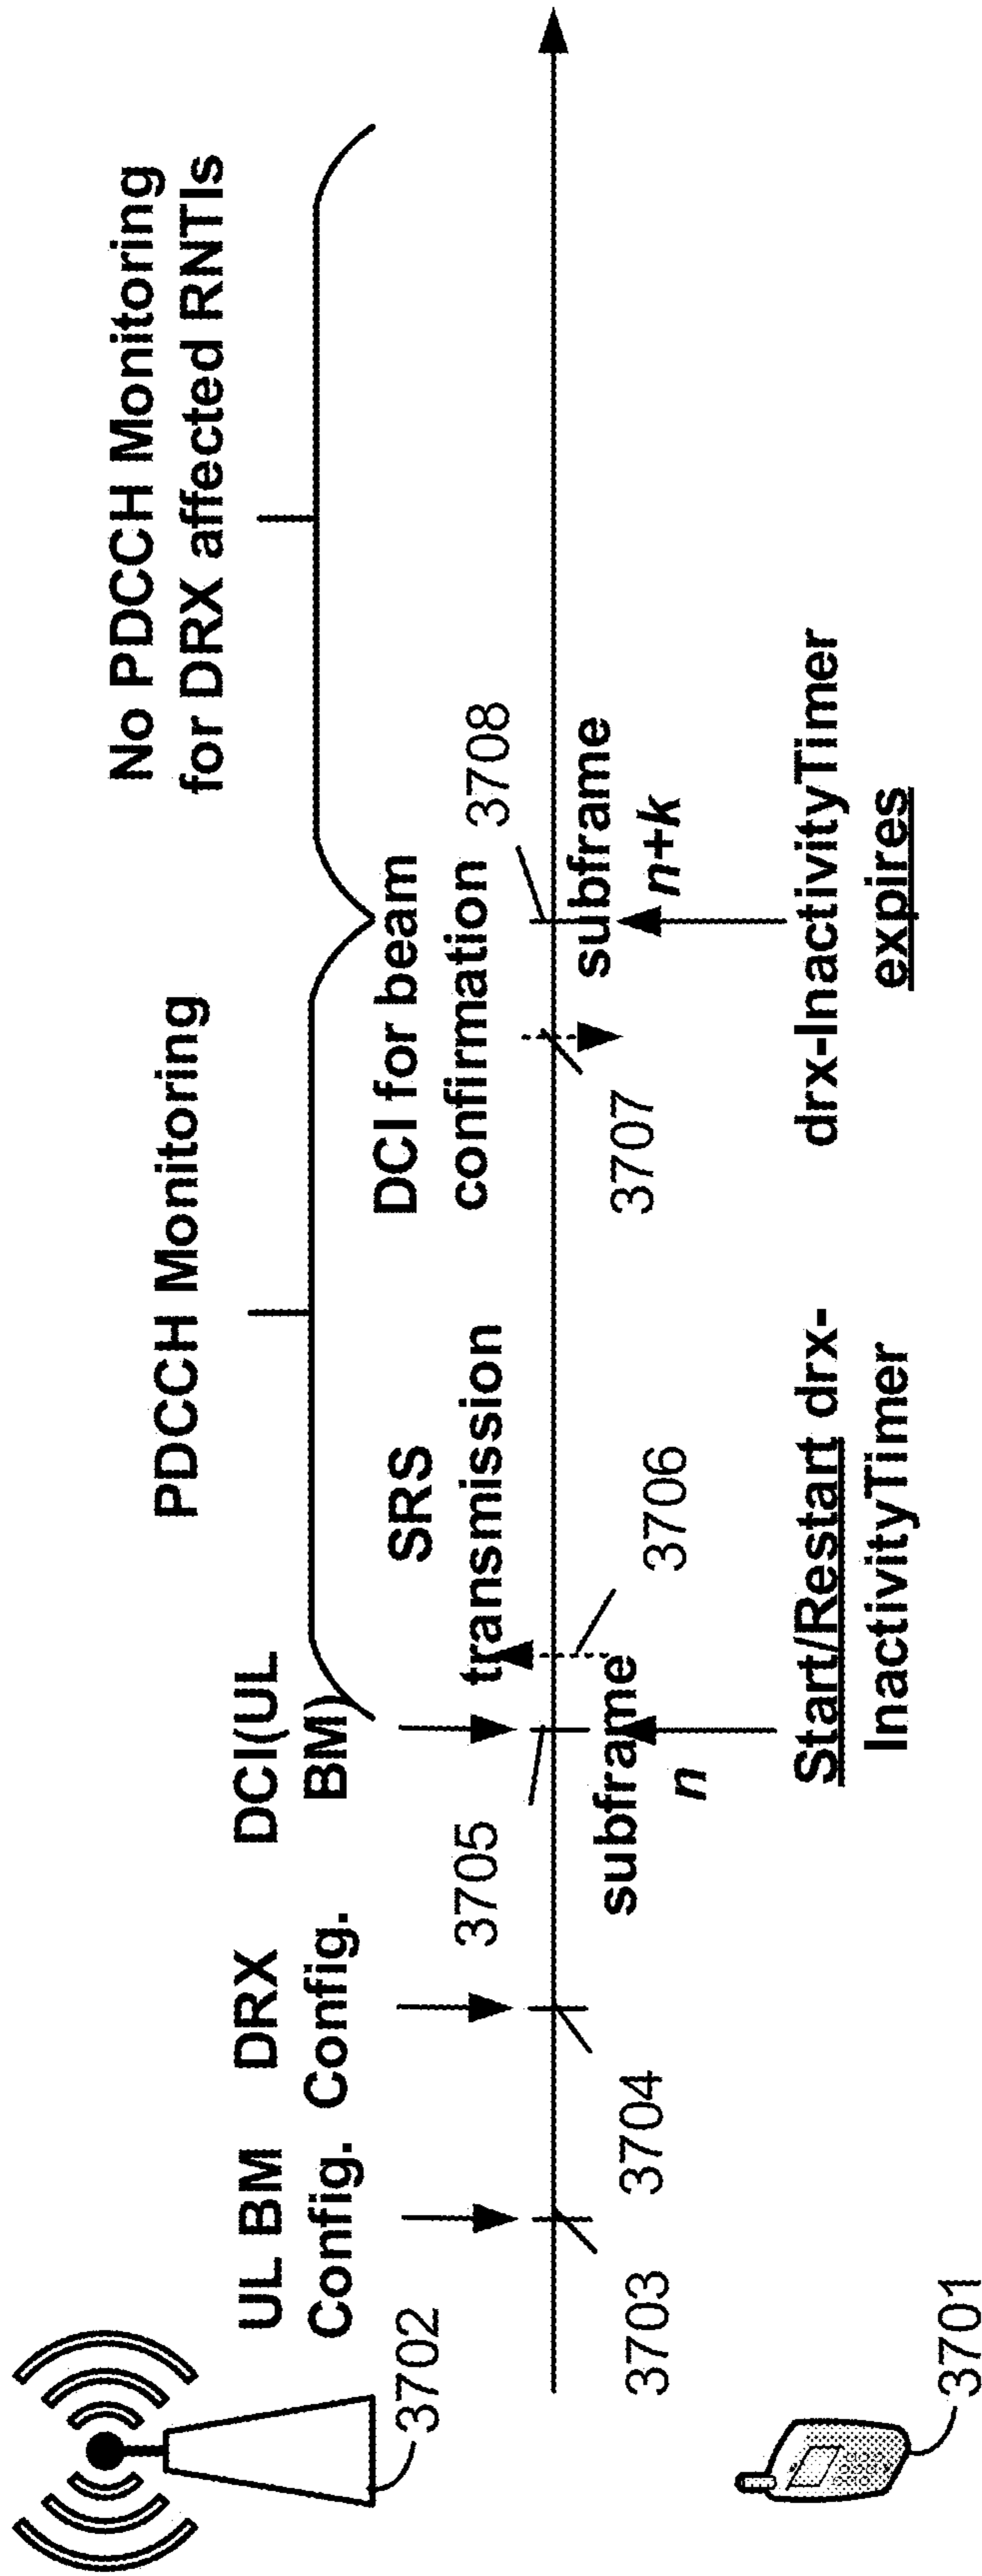 No PDCCH Monitoring
for DRX affected RNTIs
PDCCH Monitoring
UL BM
Config.
DRX
Config.
DCI(UL
BM)
SRS
transmission
DCI for beam
confirmation
3702
3705
3708
3703
3704
subframe
n
3706
3707
subframe
n+k
3701
Start/Restart drx-
InactivityTimer
drx-InactivityTimer
expires